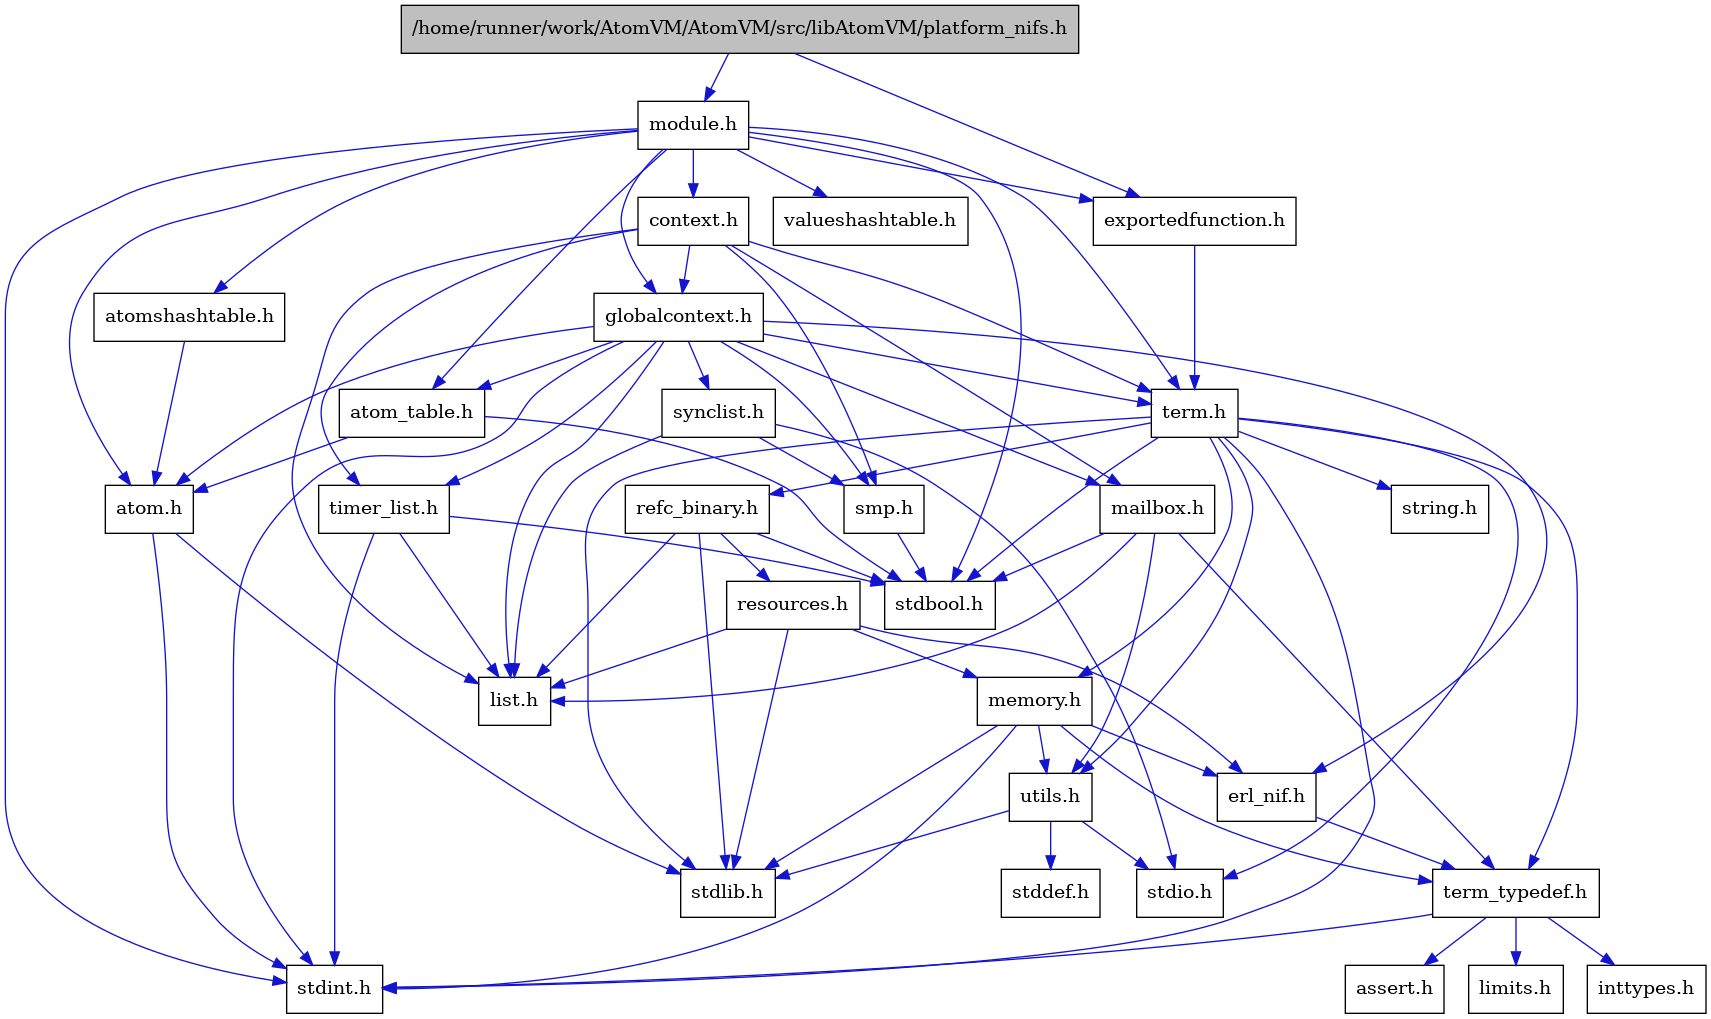 /home/runner/work/AtomVM/AtomVM/src/libAtomVM/platform_nifs.h
module.h
context.h
valueshashtable.h
exportedfunction.h
atomshashtable.h
globalcontext.h
atom_table.h
synclist.h
term.h
atom.h
timer_list.h
refc_binary.h
smp.h
mailbox.h
string.h
resources.h
stdbool.h
list.h
memory.h
utils.h
erl_nif.h
stdlib.h
stddef.h
stdio.h
term_typedef.h
stdint.h
assert.h
limits.h
inttypes.h